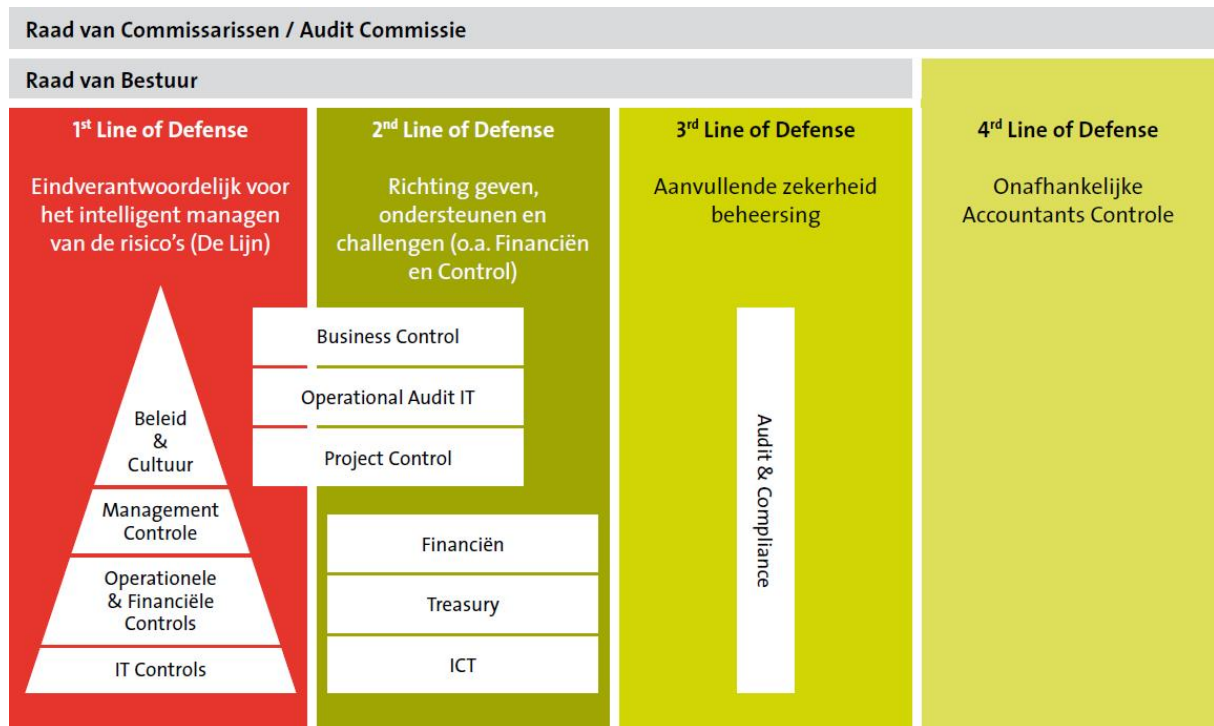 Raad van Commissarissen / Audit Commissie
Raad van Bestuur
1st Line of Defense
Eindverantwoordelijk voor
het intelligent managen
van de risico's (De Lijn)
Beleid
&
Cultuur
Management
Controle
Operationele
& Financiële
Controls
IT Controls
2nd Line of Defense
Richting geven,
ondersteunen en
challengen (o.a. Financiën
en Control)
Business Control
Operational Audit IT
Project Control
Financiën
Treasury
ICT
3rd Line of Defense
Aanvullende zekerheid
beheersing
Audit & Compliance
4rd Line of Defense
Onafhankelijke
Accountants Controle